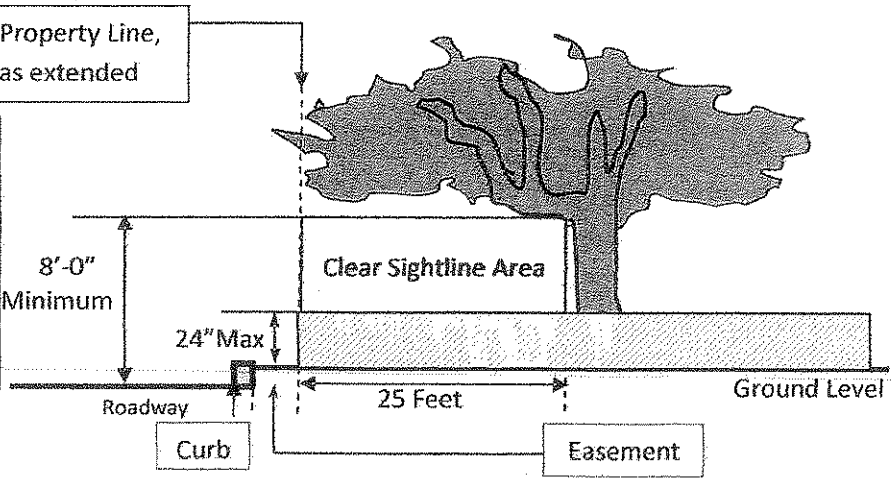 Property Line,
as extended
Clear Sightline Area
8'-0"
Minimum
24" Max
25 Feet
Ground Level
Roadway
Curb
Easement